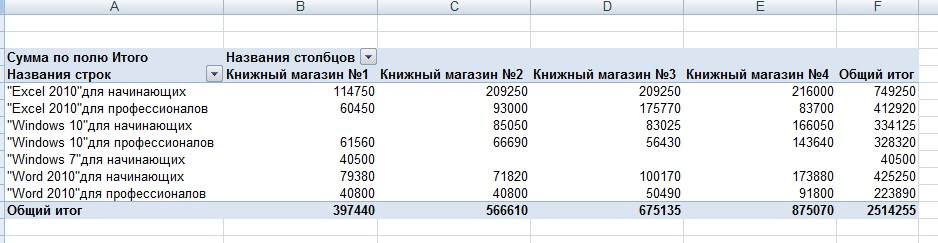 A B C D E F
Сумма по полю Итого Названия столбцов
Названия строк Книжный магазин №1 Книжный магазин №2 Книжный магазин №3 Книжный магазин №4 Общий итог
"Excel 2010"для начинающих 114750 209250 209250 216000 749250
"Excel 2010"для профессионалов 60450 93000 175770 83700 412920
"Windows 10"для начинающих 85050 83025 166050 334125
"Windows 10"для профессионалов 61560 66690 56430 143640 328320
"Windows 7"для начинающих 40500 40500
"Word 2010"для начинающих 79380 71820 100170 173880 425250
"Word 2010"для профессионалов 40800 40800 50490 91800 223890
Общий итог 397440 566610 675135 875070 2514255